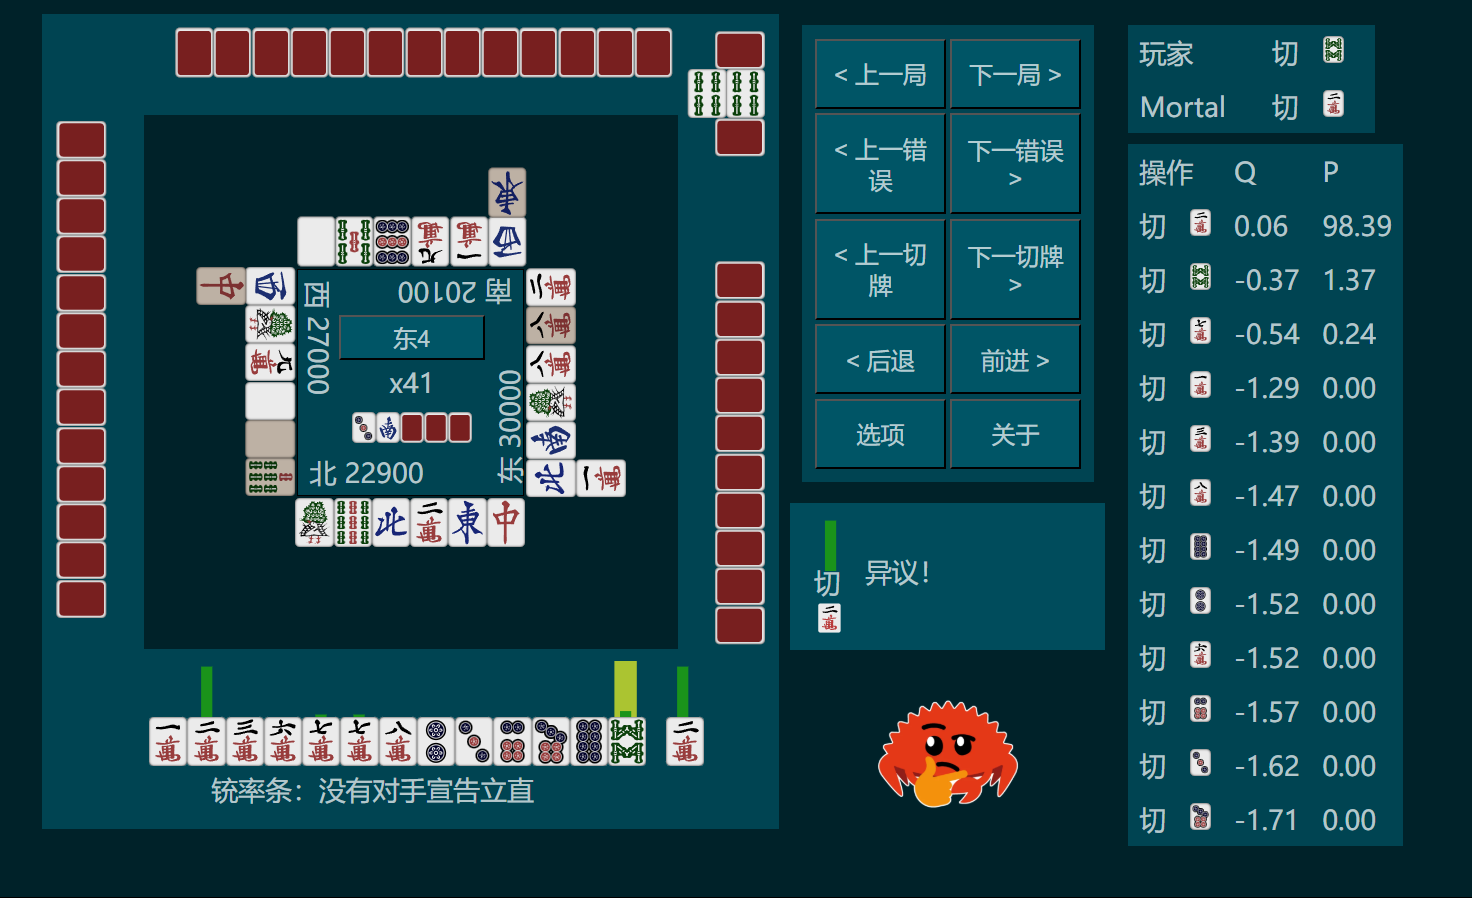 < 上一局
下一局 >
< 上一错误
下一错误 >
< 上一切牌
下一切牌 >
< 后退
前进 >
选项
关于
玩家 切
Mortal 切
操作 Q P
切 0.06 98.39
切 -0.37 1.37
切 -0.54 0.24
切 -1.29 0.00
切 -1.39 0.00
切 -1.47 0.00
切 -1.49 0.00
切 -1.52 0.00
切 -1.52 0.00
切 -1.57 0.00
切 -1.62 0.00
切 -1.71 0.00
南 20100
西 27000
东4
x41
东 30000
北 22900
切
异议!
铳率条：没有对手宣告立直